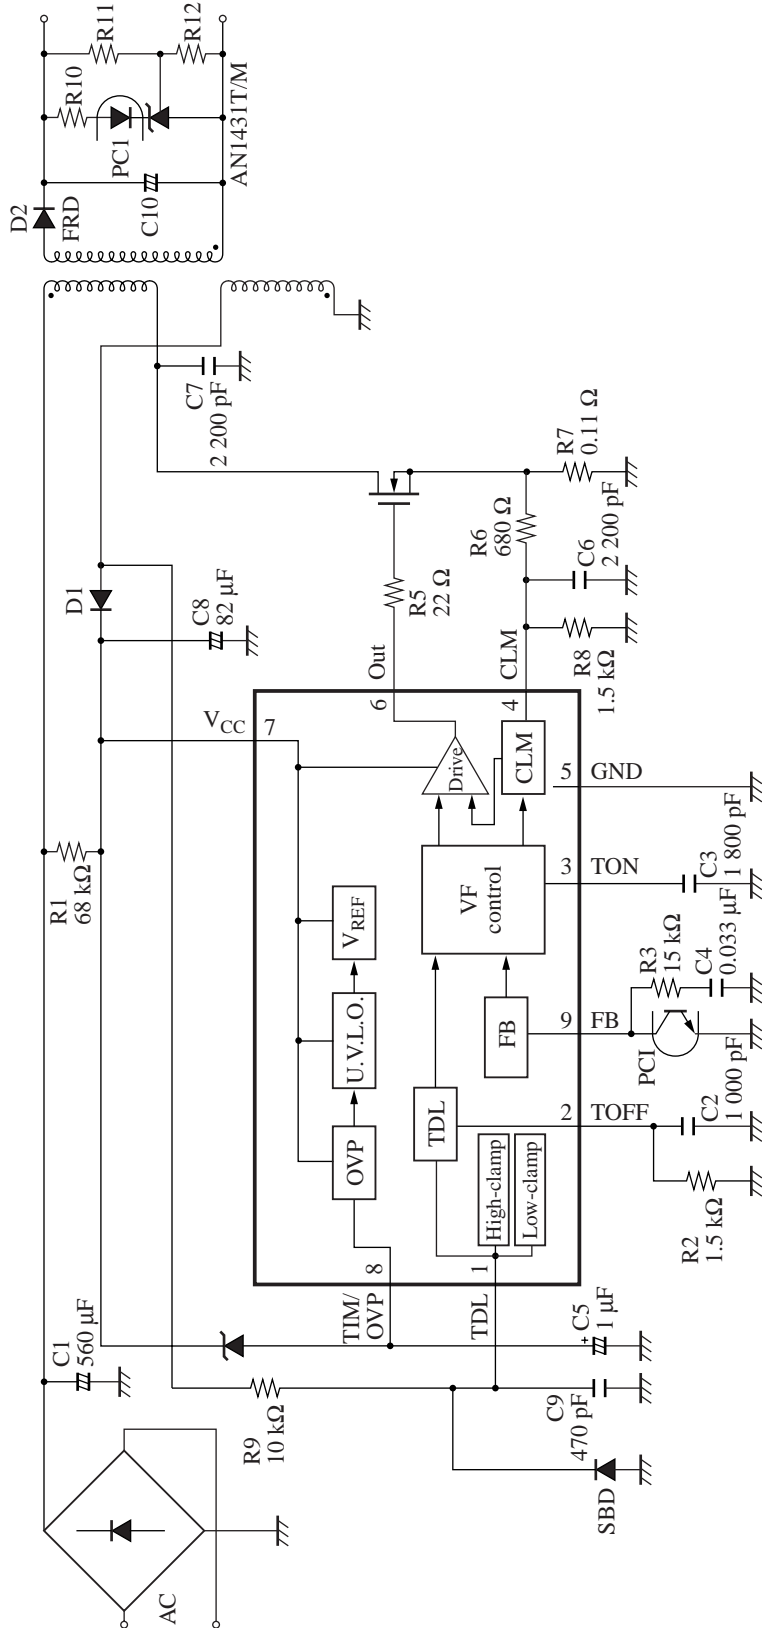 AC
C1
560 µF
R1
68 kΩ
D1
C8
82 µF
C7
2 200 pF
D2
FRD
C10
PC1
R10
R11
R12
AN1431T/M
R9
10 kΩ
SBD
C9
470 pF
C5
1 µF
+
TIM/
OVP
8
TDL
1
VCC
7
Out
6
CLM
4
5
GND
3
TON
9
FB
2
TOFF
OVP
U.V.L.O.
VREF
TDL
High-clamp
Low-clamp
FB
VF
control
Drive
CLM
R5
22 Ω
R6
680 Ω
R7
0.11 Ω
C6
2 200 pF
R8
1.5 kΩ
C3
1 800 pF
R3
15 kΩ
C4
0.033 µF
PCI
C2
1 000 pF
R2
1.5 kΩ